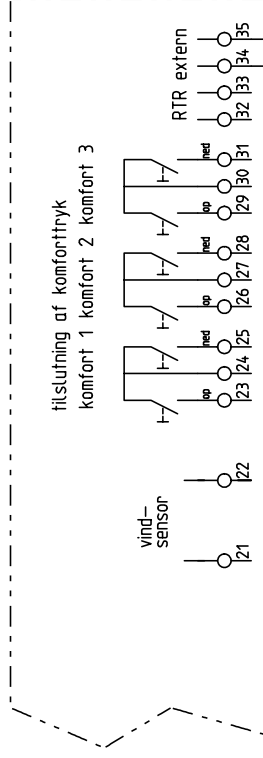 tilslutning af komforttryk
komfort 1 komfort 2 komfort 3
vind-
sensor
RTR extern
op
ned
op
ned
op
ned
21
22
23
24
25
26
27
28
29
30
31
32
33
34
35